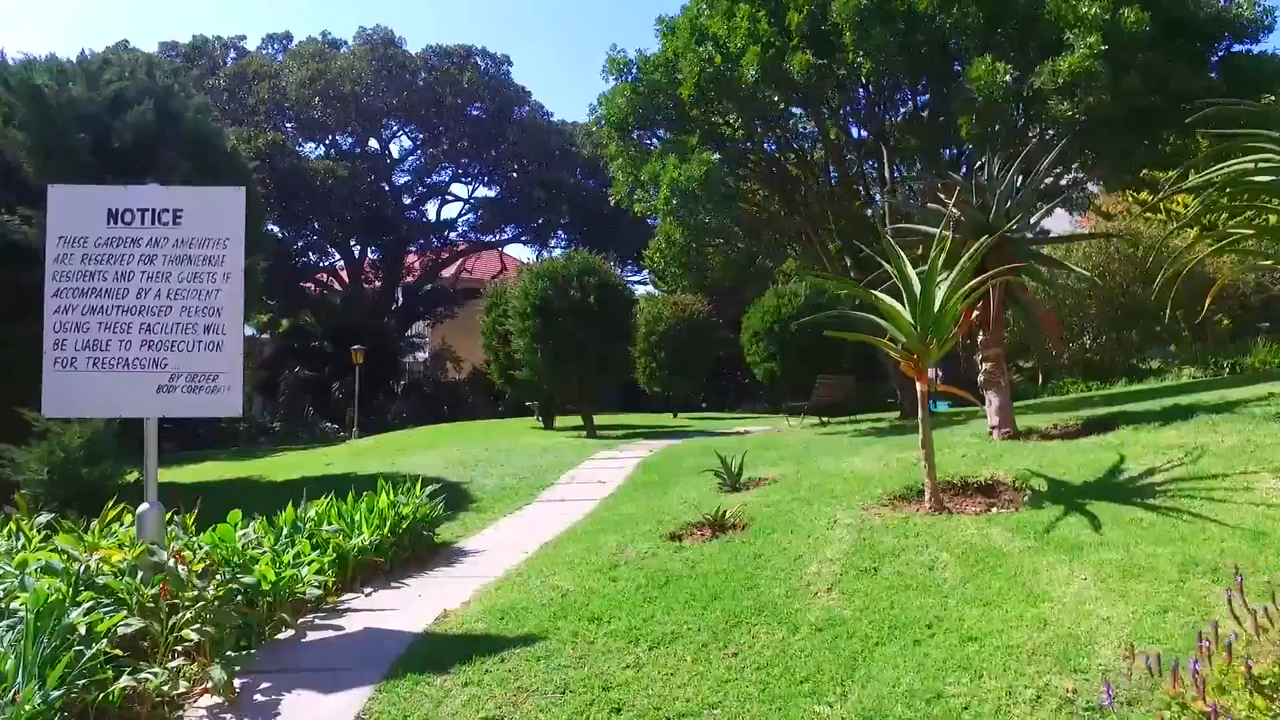 NOTICE
THESE GARDENS AND AMENITIES
ARE RESERVED FOR THORNIEBRAE
RESIDENTS AND THEIR GUESTS IF
ACCOMPANIED BY A RESIDENT
ANY UNAUTHORISED PERSON
USING THESE FACILITIES, WILL
BE LIABLE TO PROSECUTION
FOR TRESPASSING...
BY ORDER
BODY CORPORATE